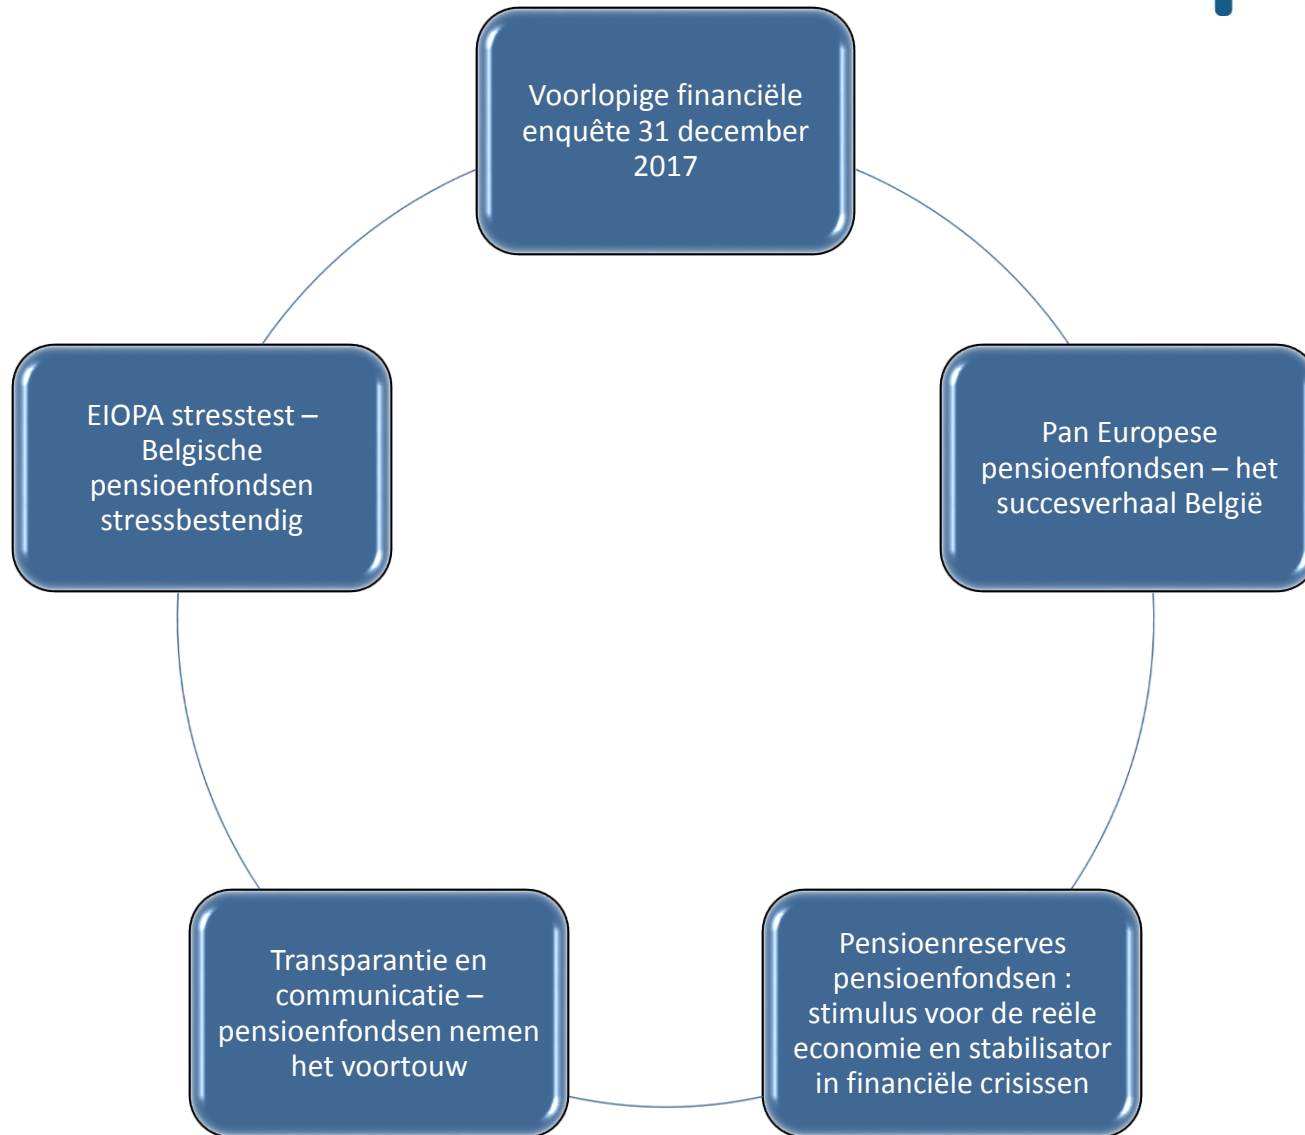 Voorlopige financiële
enquête 31 december
2017
Pan Europese
pensioenfondsen – het
succesverhaal België
Pensioenreserves
pensioenfondsen :
stimulus voor de reële
economie en stabilisator
in financiële crisissen
Transparantie en
communicatie –
pensioenfondsen nemen
het voortouw
EIOPA stresstest –
Belgische
pensioenfondsen
stressbestendig